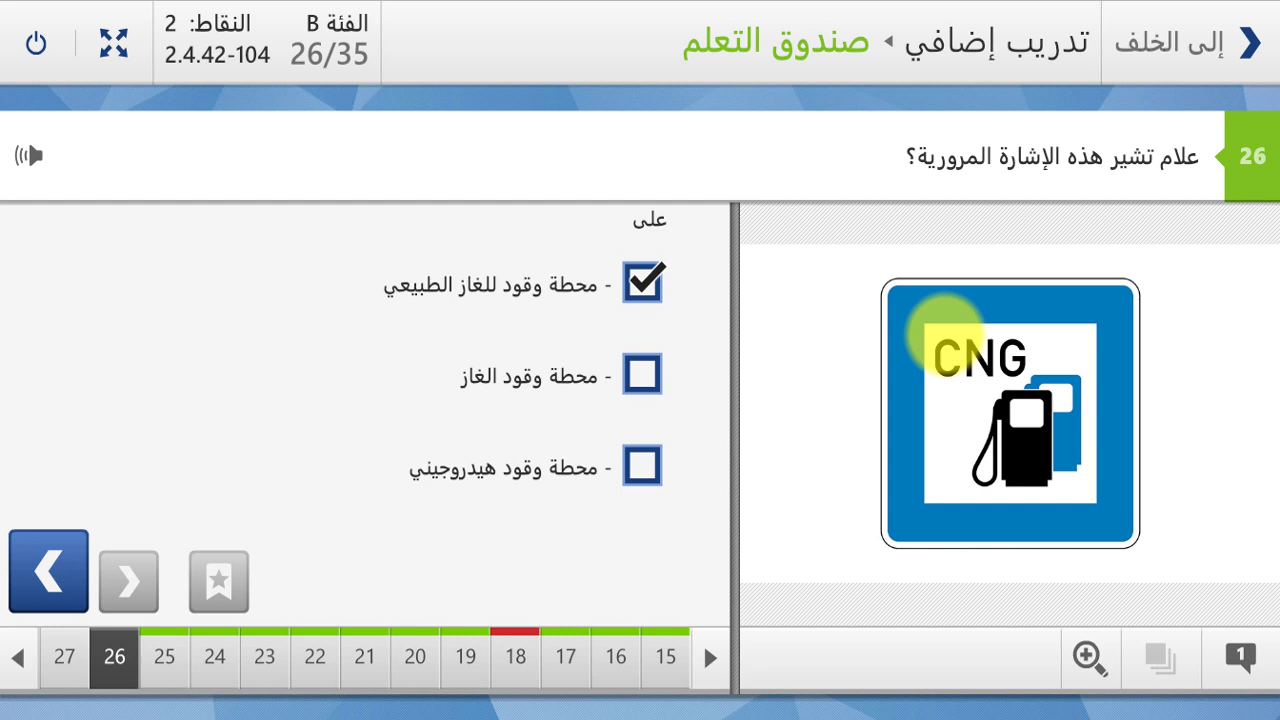 إلى الخلف
تدريب إضافي ◂ صندوق التعلم
الفئة B
26/35
النقاط: 2
2.4.42-104
26
علام تشير هذه الإشارة المرورية؟
CNG
على
- محطة وقود للغاز الطبيعي
- محطة وقود الغاز
- محطة وقود هيدروجيني
27 26 25 24 23 22 21 20 19 18 17 16 15
1